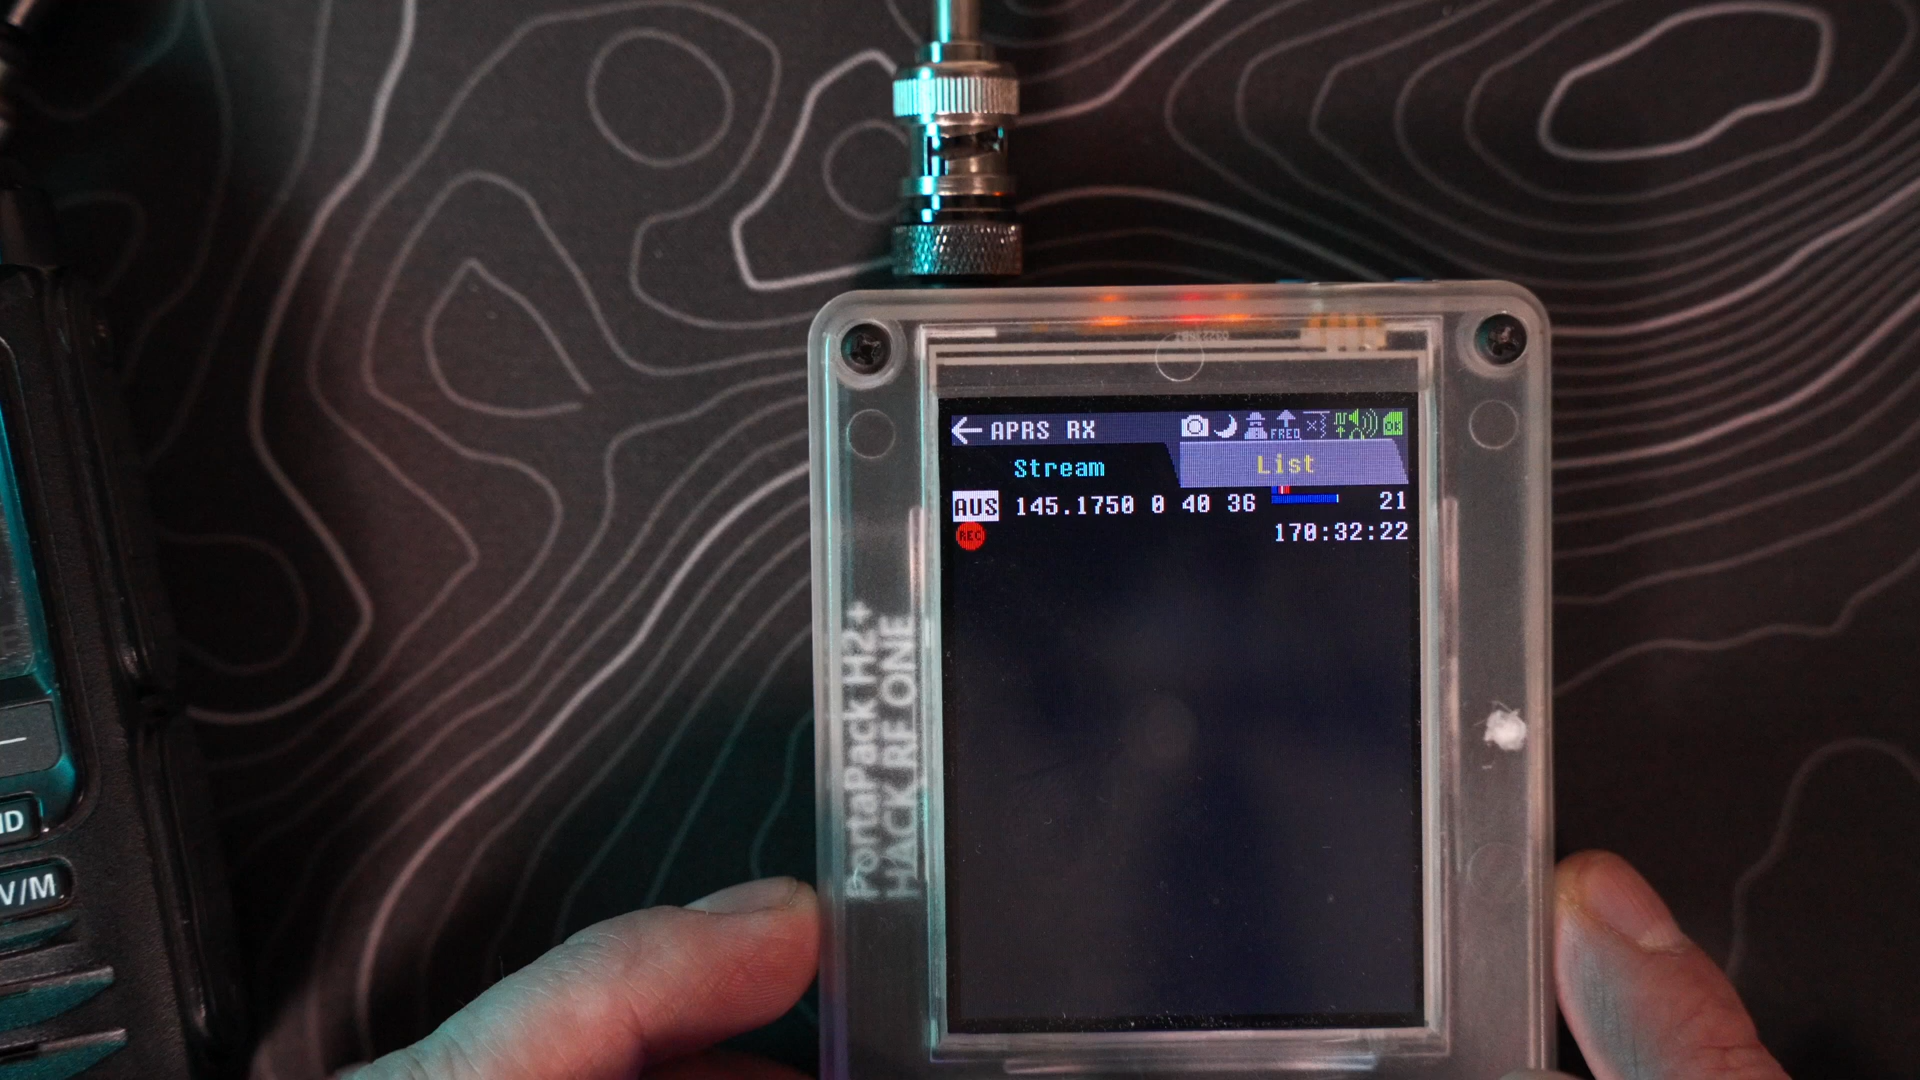 APRS RX
FREQ
Stream
List
AUS 145.1750 0 40 36 21
REC
170:32:22
PortaPack H2+
HACK RF ONE
ID
V/M